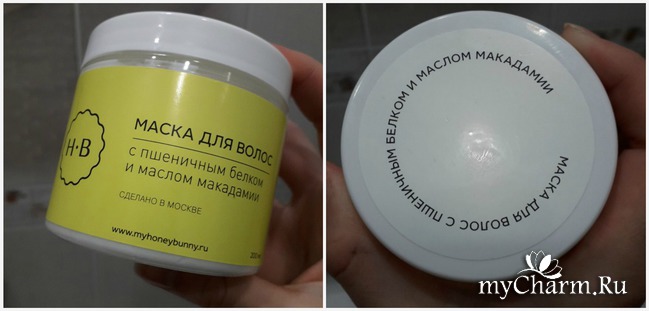 H·B
МАСКА ДЛЯ ВОЛОС
с пшеничным белком
и маслом макадамии
СДЕЛАНО В МОСКВЕ
www.myhoneybunny.ru
МАСКА ДЛЯ ВОЛОС С ПШЕНИЧНЫМ БЕЛКОМ И МАСЛОМ МАКАДАМИИ
myCharm.Ru